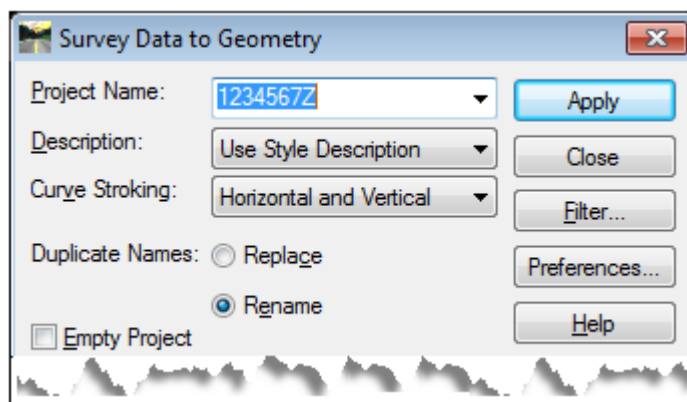 Survey Data to Geometry
Project Name: 1234567Z Apply
Description: Use Style Description Close
Curve Stroking: Horizontal and Vertical Filter...
Duplicate Names: Replace Preferences...
Rename
Empty Project Help